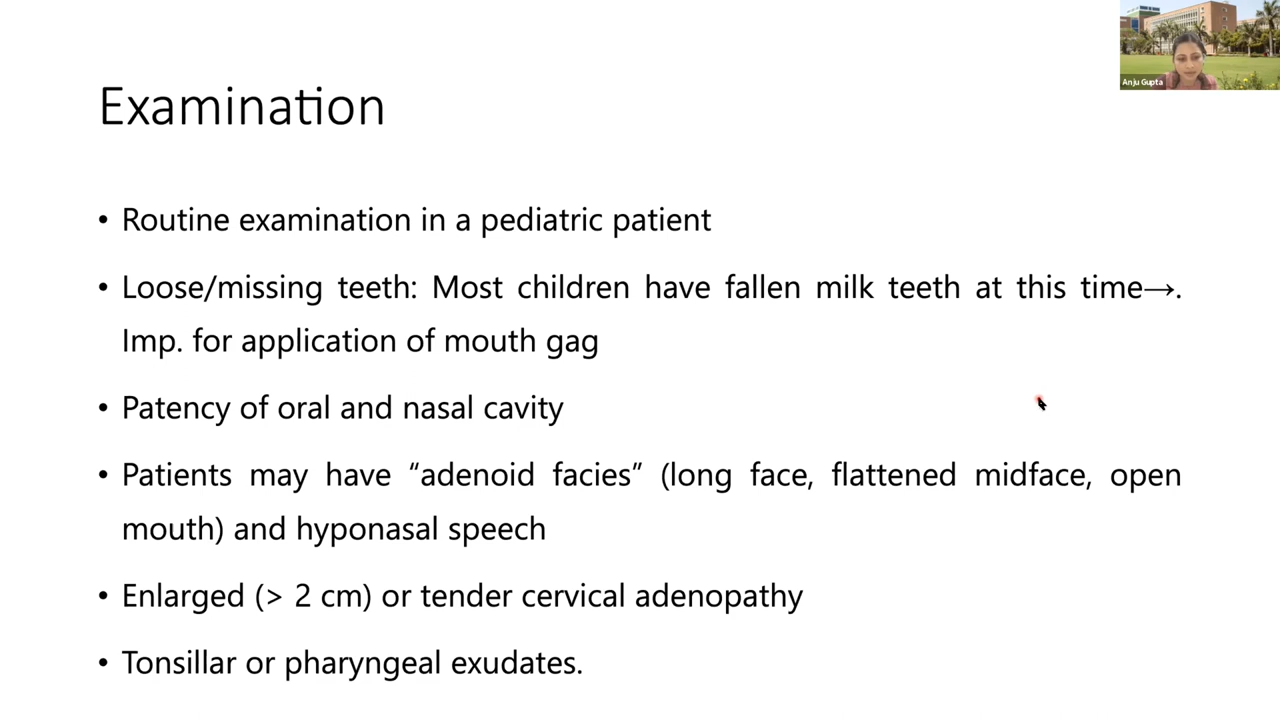 Anju Gupta
Examination
• Routine examination in a pediatric patient
• Loose/missing teeth: Most children have fallen milk teeth at this time→.
Imp. for application of mouth gag
• Patency of oral and nasal cavity
• Patients may have “adenoid facies” (long face, flattened midface, open
mouth) and hyponasal speech
• Enlarged (> 2 cm) or tender cervical adenopathy
• Tonsillar or pharyngeal exudates.